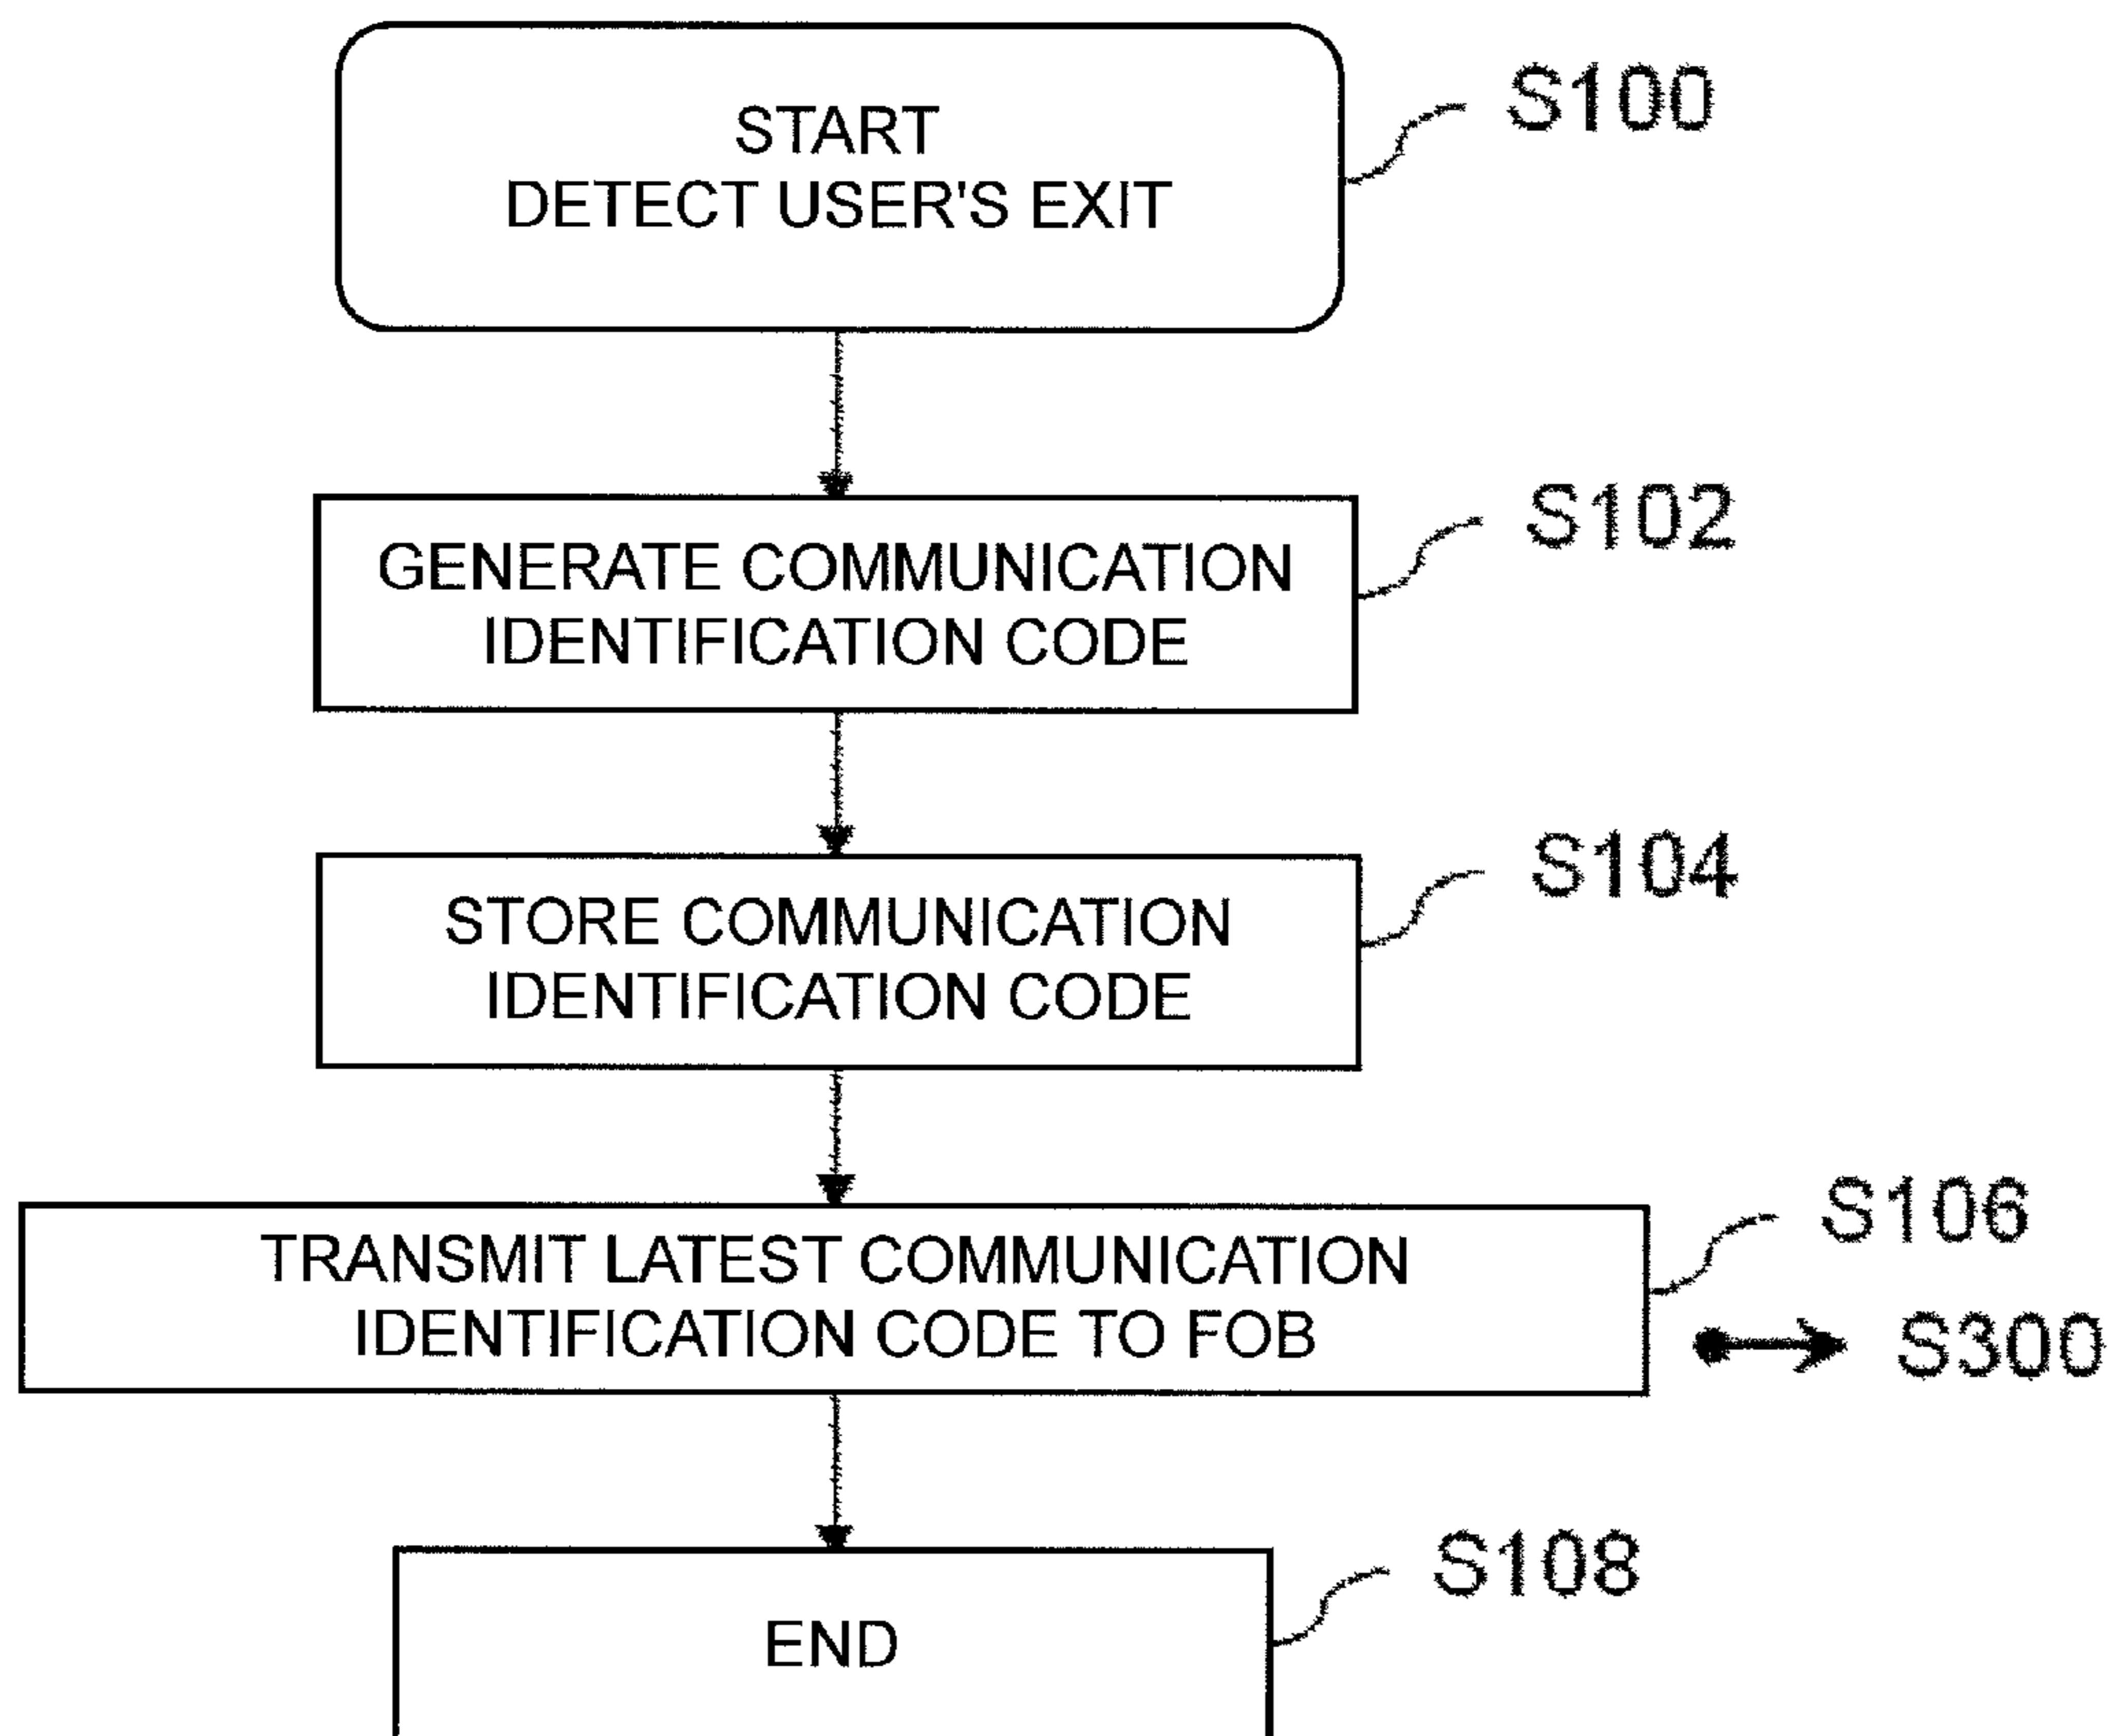 START
DETECT USER'S EXIT
S100
GENERATE COMMUNICATION
IDENTIFICATION CODE
S102
STORE COMMUNICATION
IDENTIFICATION CODE
S104
TRANSMIT LATEST COMMUNICATION
IDENTIFICATION CODE TO FOB
S106
S300
END
S108